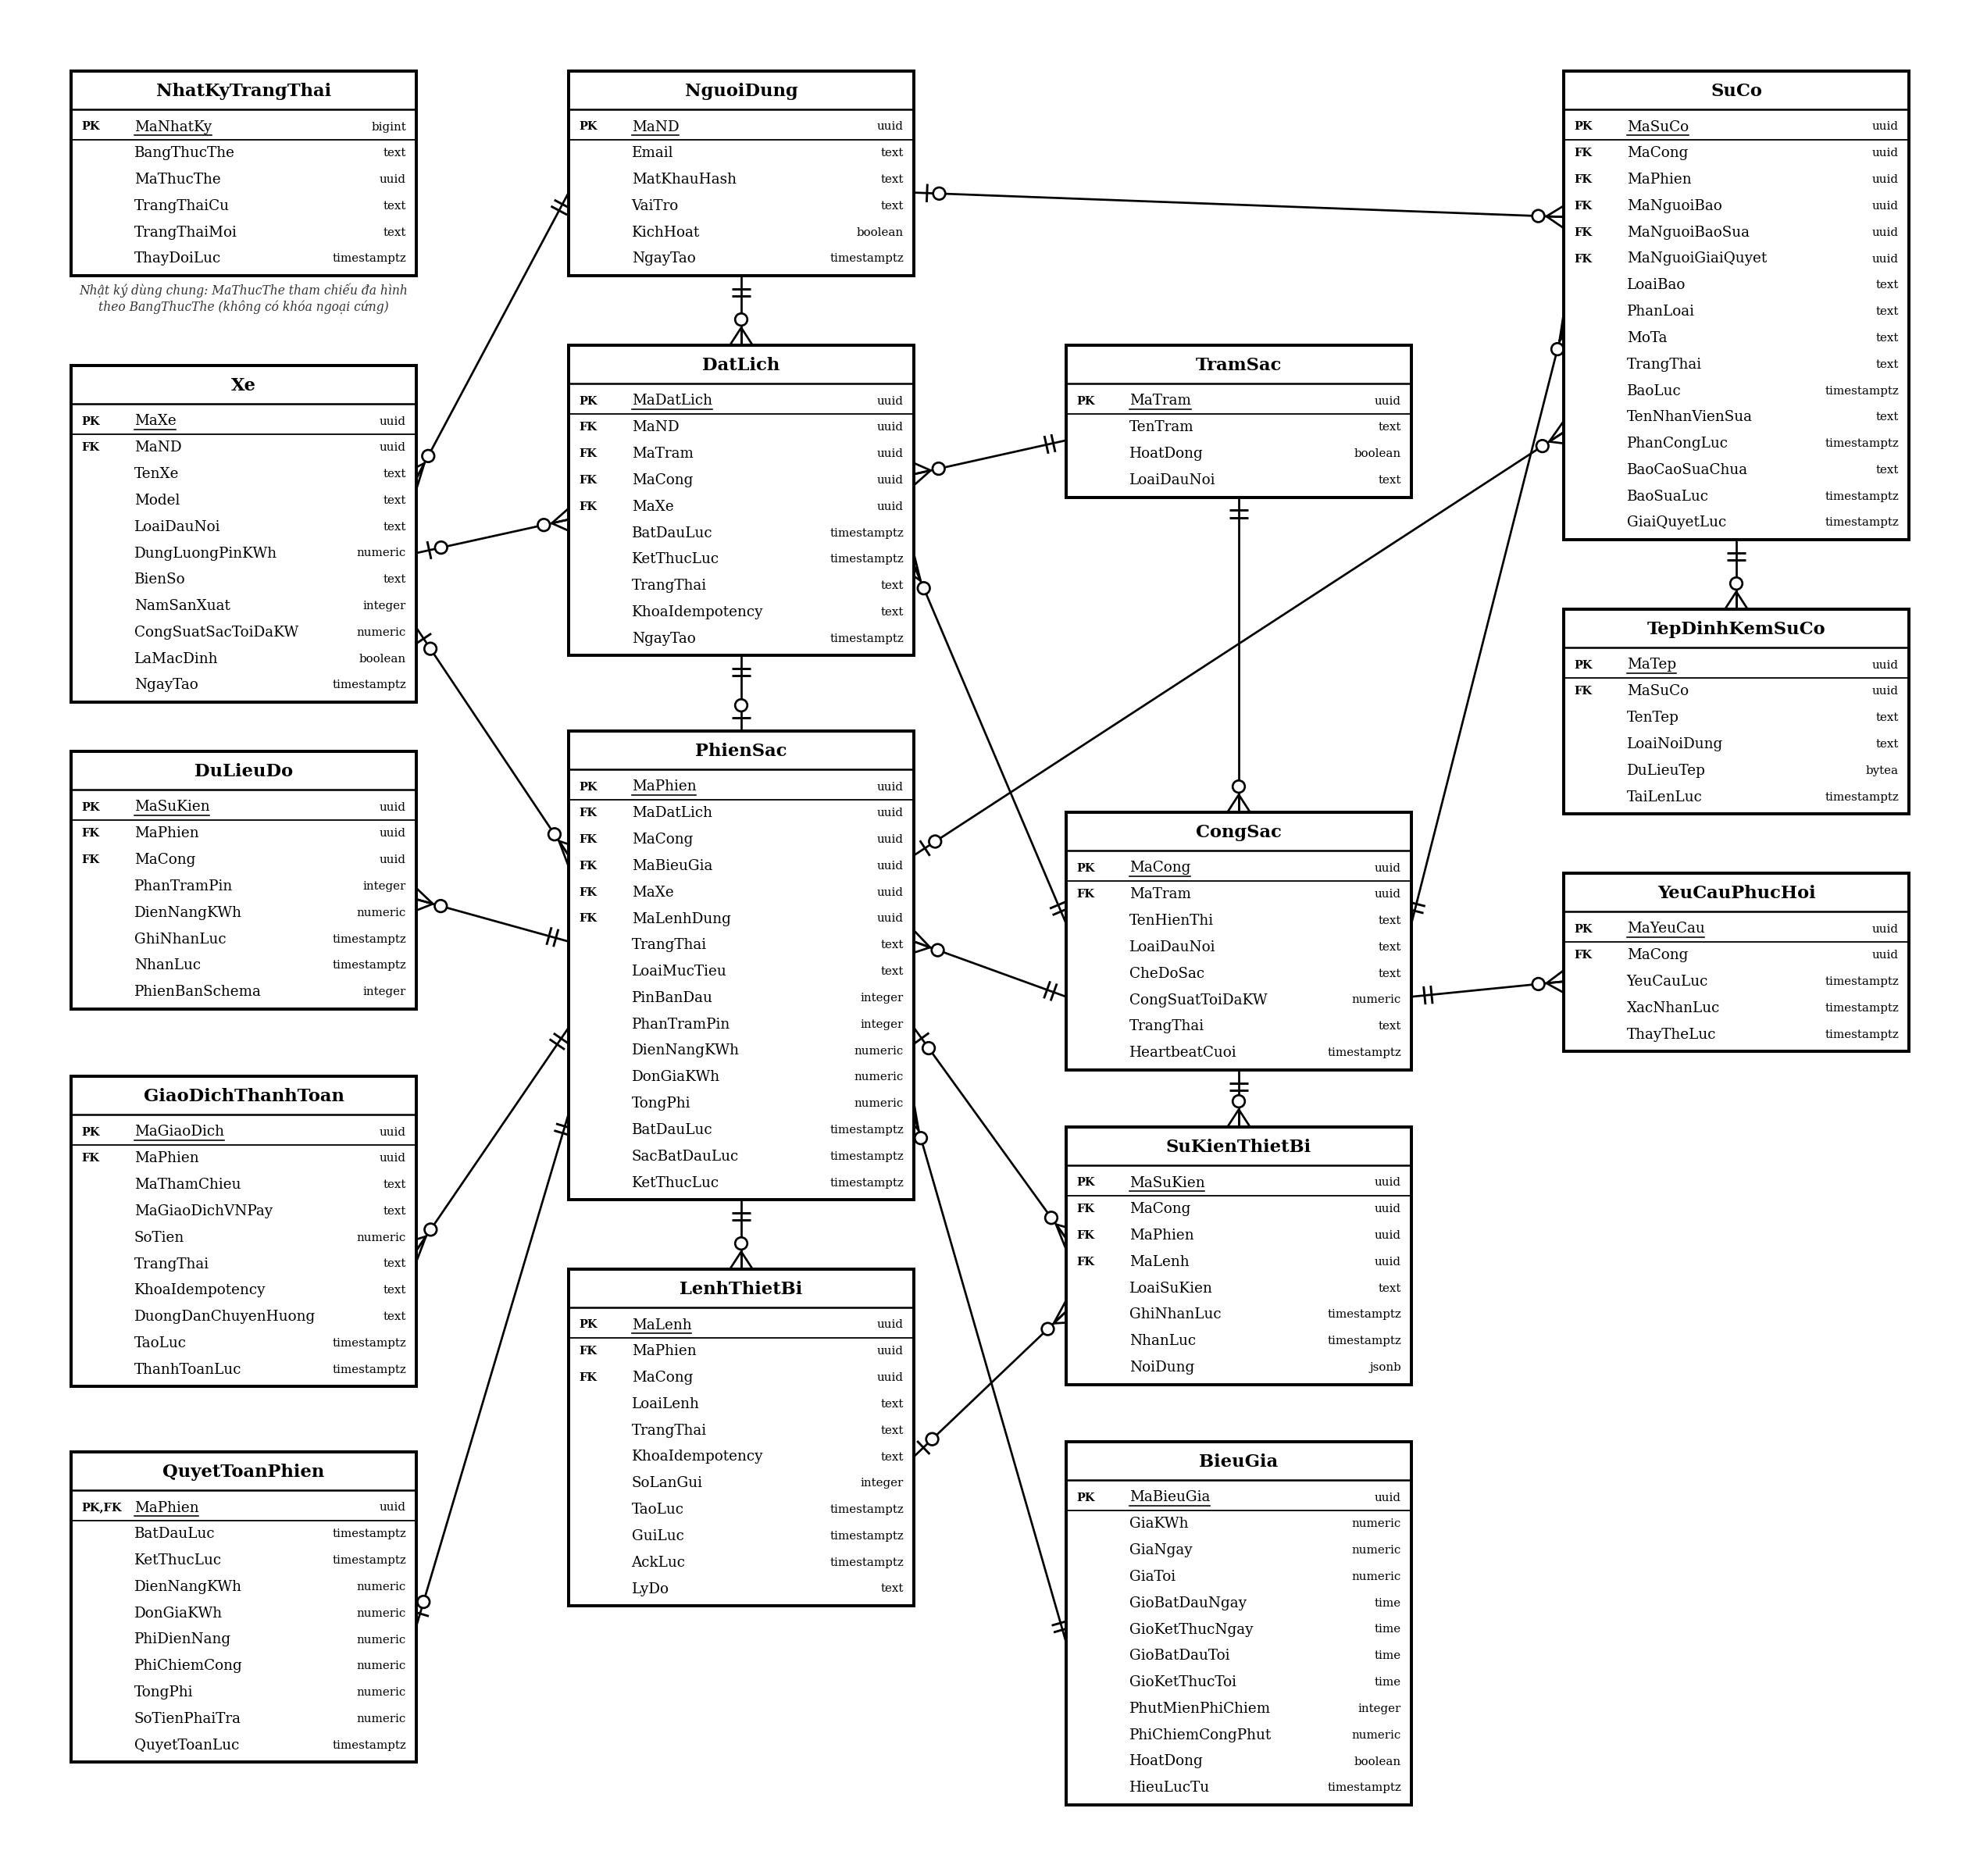 NhatKyTrangThai
PK MaNhatKy bigint
BangThucThe text
MaThucThe uuid
TrangThaiCu text
TrangThaiMoi text
ThayDoiLuc timestamptz
Nhật ký dùng chung: MaThucThe tham chiếu đa hình
theo BangThucThe (không có khóa ngoại cứng)
Xe
PK MaXe uuid
FK MaND uuid
TenXe text
Model text
LoaiDauNoi text
DungLuongPinKWh numeric
BienSo text
NamSanXuat integer
CongSuatSacToiDaKW numeric
LaMacDinh boolean
NgayTao timestamptz
DuLieuDo
PK MaSuKien uuid
FK MaPhien uuid
FK MaCong uuid
PhanTramPin integer
DienNangKWh numeric
GhiNhanLuc timestamptz
NhanLuc timestamptz
PhienBanSchema integer
GiaoDichThanhToan
PK MaGiaoDich uuid
FK MaPhien uuid
MaThamChieu text
MaGiaoDichVNPay text
SoTien numeric
TrangThai text
KhoaIdempotency text
DuongDanChuyenHuong text
TaoLuc timestamptz
ThanhToanLuc timestamptz
QuyetToanPhien
PK,FK MaPhien uuid
BatDauLuc timestamptz
KetThucLuc timestamptz
DienNangKWh numeric
DonGiaKWh numeric
PhiDienNang numeric
PhiChiemCong numeric
TongPhi numeric
SoTienPhaiTra numeric
QuyetToanLuc timestamptz
NguoiDung
PK MaND uuid
Email text
MatKhauHash text
VaiTro text
KichHoat boolean
NgayTao timestamptz
DatLich
PK MaDatLich uuid
FK MaND uuid
FK MaTram uuid
FK MaCong uuid
FK MaXe uuid
BatDauLuc timestamptz
KetThucLuc timestamptz
TrangThai text
KhoaIdempotency text
NgayTao timestamptz
PhienSac
PK MaPhien uuid
FK MaDatLich uuid
FK MaCong uuid
FK MaBieuGia uuid
FK MaXe uuid
FK MaLenhDung uuid
TrangThai text
LoaiMucTieu text
PinBanDau integer
PhanTramPin integer
DienNangKWh numeric
DonGiaKWh numeric
TongPhi numeric
BatDauLuc timestamptz
SacBatDauLuc timestamptz
KetThucLuc timestamptz
LenhThietBi
PK MaLenh uuid
FK MaPhien uuid
FK MaCong uuid
LoaiLenh text
TrangThai text
KhoaIdempotency text
SoLanGui integer
TaoLuc timestamptz
GuiLuc timestamptz
AckLuc timestamptz
LyDo text
TramSac
PK MaTram uuid
TenTram text
HoatDong boolean
LoaiDauNoi text
CongSac
PK MaCong uuid
FK MaTram uuid
TenHienThi text
LoaiDauNoi text
CheDoSac text
CongSuatToiDaKW numeric
TrangThai text
HeartbeatCuoi timestamptz
SuKienThietBi
PK MaSuKien uuid
FK MaCong uuid
FK MaPhien uuid
FK MaLenh uuid
LoaiSuKien text
GhiNhanLuc timestamptz
NhanLuc timestamptz
NoiDung jsonb
BieuGia
PK MaBieuGia uuid
GiaKWh numeric
GiaNgay numeric
GiaToi numeric
GioBatDauNgay time
GioKetThucNgay time
GioBatDauToi time
GioKetThucToi time
PhutMienPhiChiem integer
PhiChiemCongPhut numeric
HoatDong boolean
HieuLucTu timestamptz
SuCo
PK MaSuCo uuid
FK MaCong uuid
FK MaPhien uuid
FK MaNguoiBao uuid
FK MaNguoiBaoSua uuid
FK MaNguoiGiaiQuyet uuid
LoaiBao text
PhanLoai text
MoTa text
TrangThai text
BaoLuc timestamptz
TenNhanVienSua text
PhanCongLuc timestamptz
BaoCaoSuaChua text
BaoSuaLuc timestamptz
GiaiQuyetLuc timestamptz
TepDinhKemSuCo
PK MaTep uuid
FK MaSuCo uuid
TenTep text
LoaiNoiDung text
DuLieuTep bytea
TaiLenLuc timestamptz
YeuCauPhucHoi
PK MaYeuCau uuid
FK MaCong uuid
YeuCauLuc timestamptz
XacNhanLuc timestamptz
ThayTheLuc timestamptz